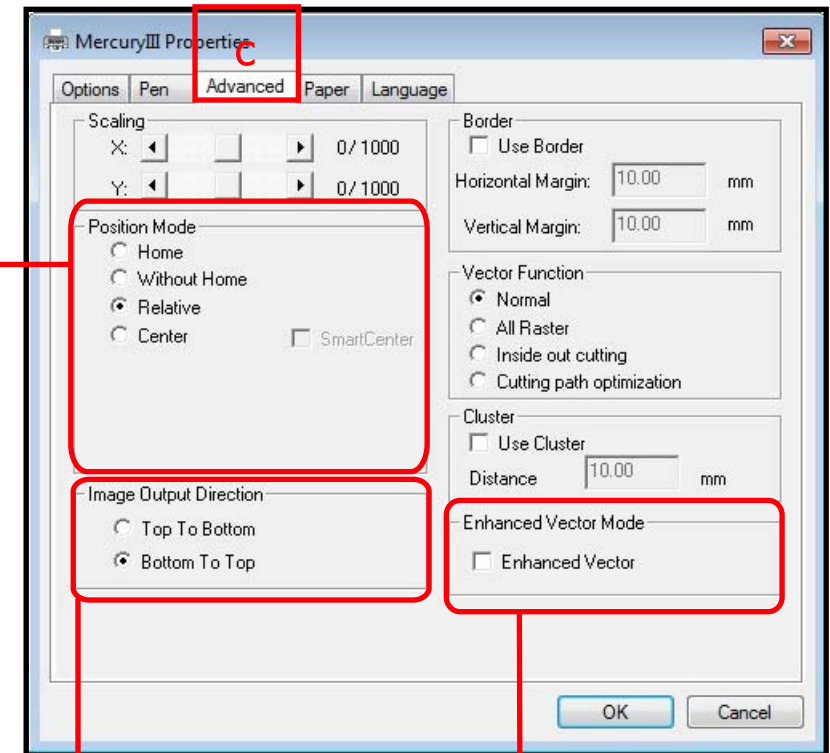 MercuryIII Properties
C
Options Pen Advanced Paper Language
Scaling
X: 0/1000
Y: 0/1000
Position Mode
Home
Without Home
Relative
Center SmartCenter
Image Output Direction
Top To Bottom
Bottom To Top
Border
Use Border
Horizontal Margin: 10.00 mm
Vertical Margin: 10.00 mm
Vector Function
Normal
All Raster
Inside out cutting
Cutting path optimization
Cluster
Use Cluster
Distance 10.00 mm
Enhanced Vector Mode
Enhanced Vector
OK Cancel